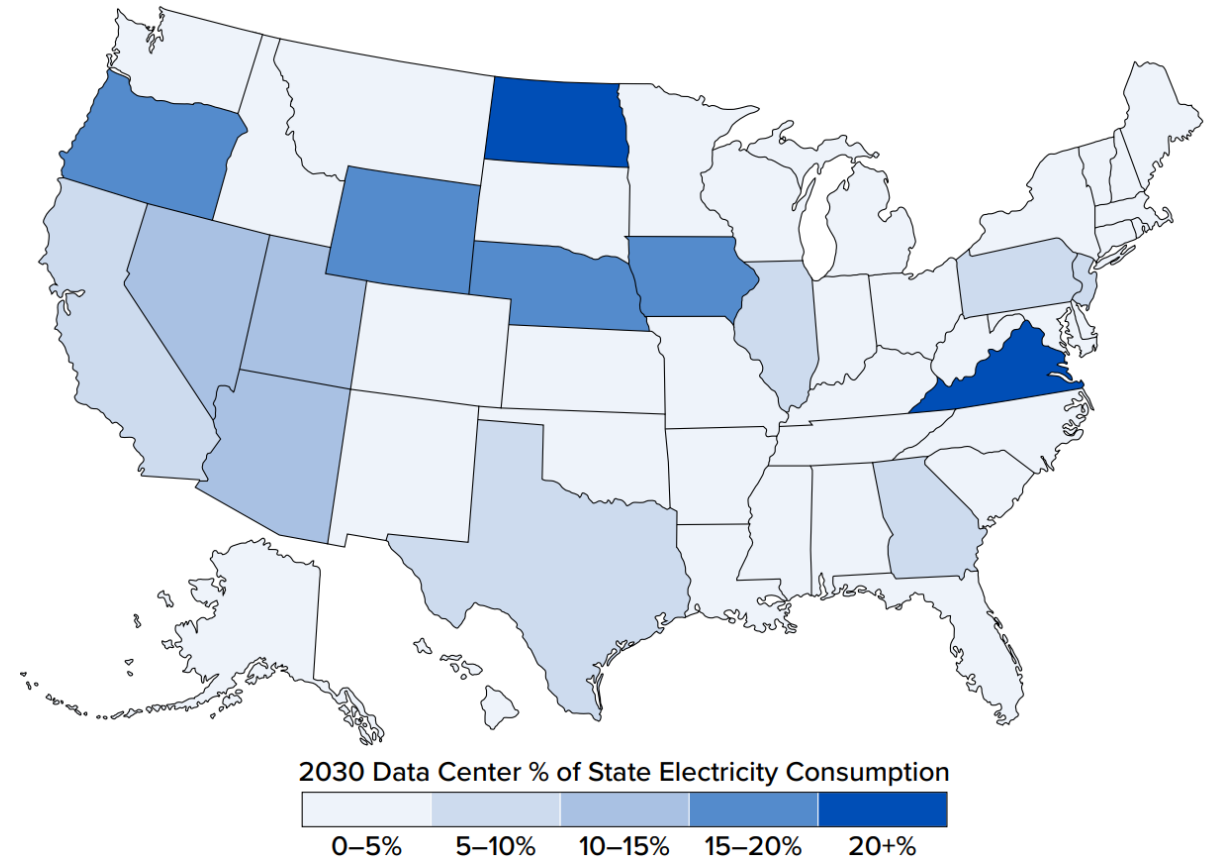 2030 Data Center % of State Electricity Consumption
0–5% 5–10% 10–15% 15–20% 20+%